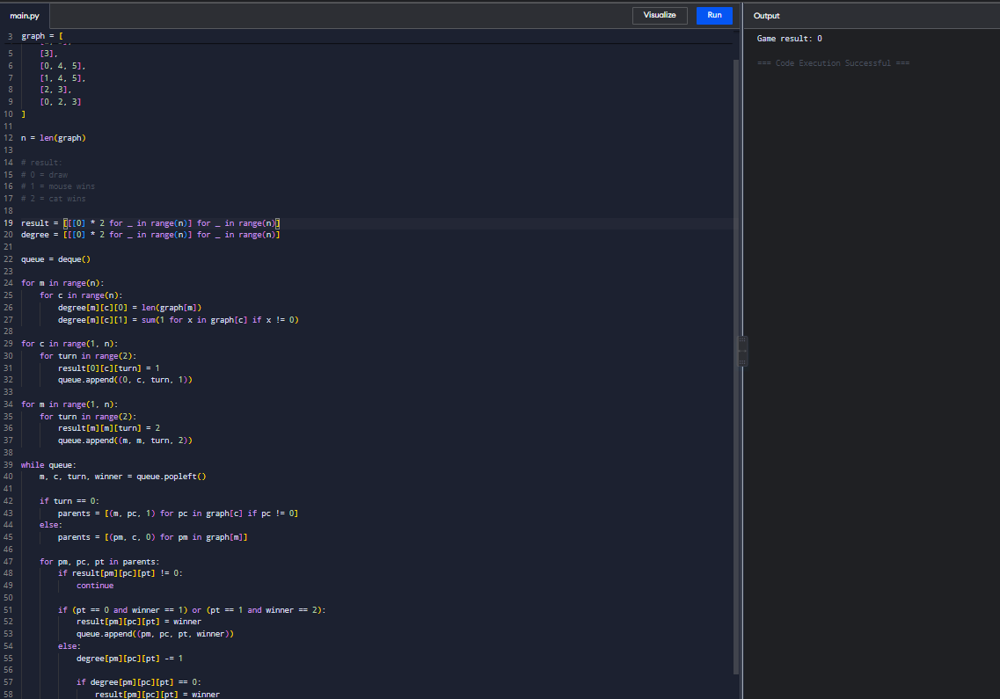 main.py
Visualize
Run
Output
3 graph = [
5 [3],
6 [0, 4, 5],
7 [1, 4, 5],
8 [2, 3],
9 [0, 2, 3]
10 ]
11
12 n = len(graph)
13
14 # result:
15 # 0 = draw
16 # 1 = mouse wins
17 # 2 = cat wins
18
19 result = [[[0] * 2 for _ in range(n)] for _ in range(n)]
20 degree = [[[0] * 2 for _ in range(n)] for _ in range(n)]
21
22 queue = deque()
23
24 for m in range(n):
25 for c in range(n):
26 degree[m][c][0] = len(graph[m])
27 degree[m][c][1] = sum(1 for x in graph[c] if x != 0)
28
29 for c in range(1, n):
30 for turn in range(2):
31 result[0][c][turn] = 1
32 queue.append((0, c, turn, 1))
33
34 for m in range(1, n):
35 for turn in range(2):
36 result[m][m][turn] = 2
37 queue.append((m, m, turn, 2))
38
39 while queue:
40 m, c, turn, winner = queue.popleft()
41
42 if turn == 0:
43 parents = [(m, pc, 1) for pc in graph[c] if pc != 0]
44 else:
45 parents = [(pm, c, 0) for pm in graph[m]]
46
47 for pm, pc, pt in parents:
48 if result[pm][pc][pt] != 0:
49 continue
50
51 if (pt == 0 and winner == 1) or (pt == 1 and winner == 2):
52 result[pm][pc][pt] = winner
53 queue.append((pm, pc, pt, winner))
54 else:
55 degree[pm][pc][pt] -= 1
56
57 if degree[pm][pc][pt] == 0:
58 result[pm][pc][pt] = winner
Game result: 0
=== Code Execution Successful ===